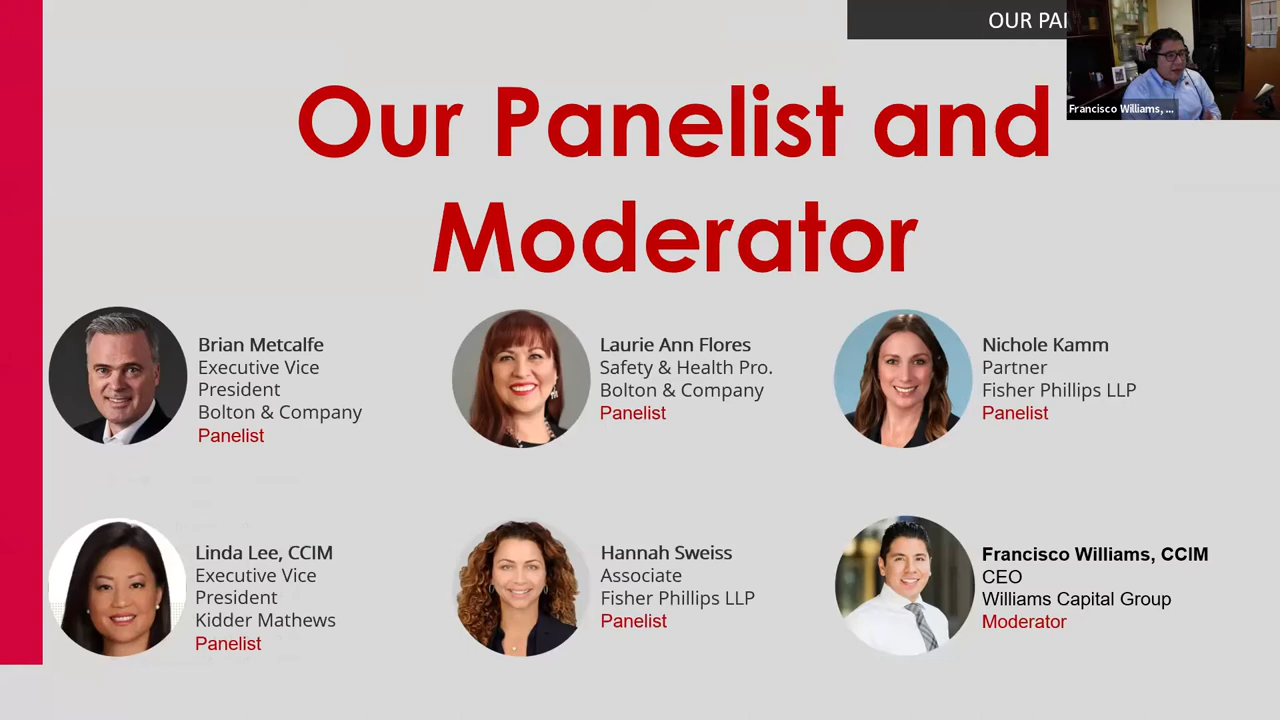 OUR PAI
Francisco Williams, ...
Our Panelist and
Moderator
Brian Metcalfe
Executive Vice
President
Bolton & Company
Panelist
Laurie Ann Flores
Safety & Health Pro.
Bolton & Company
Panelist
Nichole Kamm
Partner
Fisher Phillips LLP
Panelist
Linda Lee, CCIM
Executive Vice
President
Kidder Mathews
Panelist
Hannah Sweiss
Associate
Fisher Phillips LLP
Panelist
Francisco Williams, CCIM
CEO
Williams Capital Group
Moderator